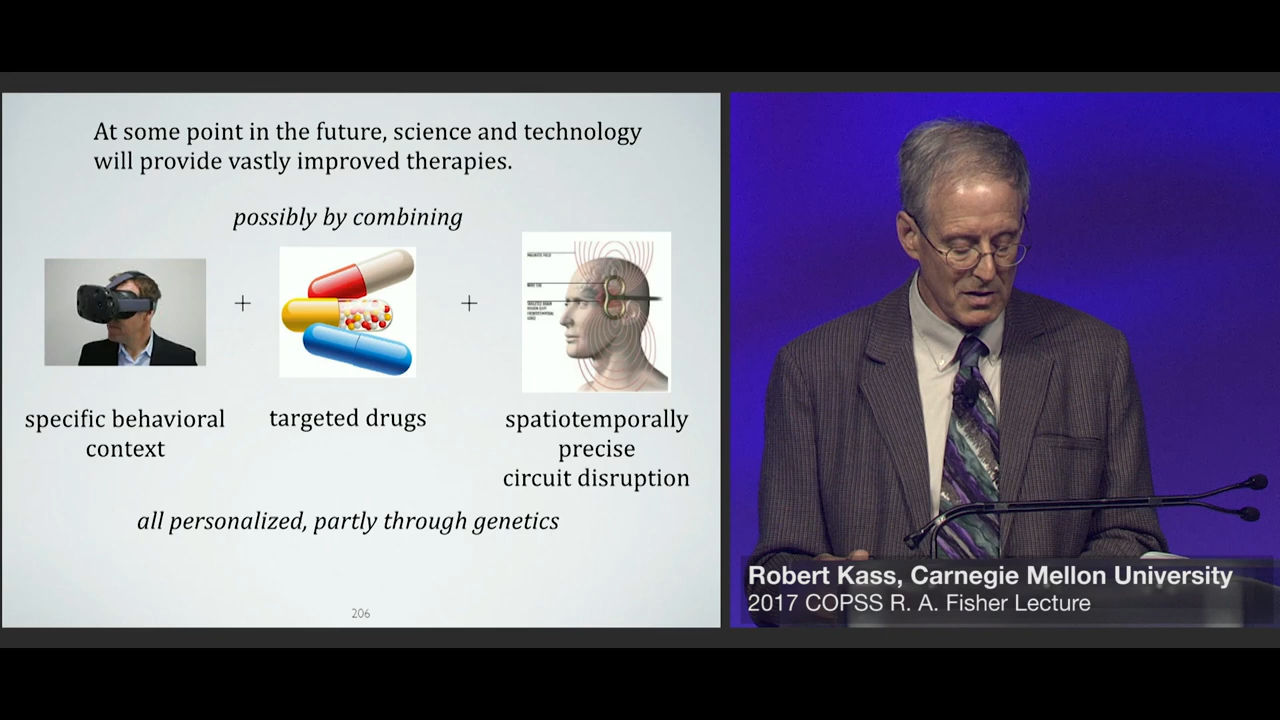 At some point in the future, science and technology
will provide vastly improved therapies.
possibly by combining
+
+
specific behavioral
context
targeted drugs
spatiotemporally
precise
circuit disruption
all personalized, partly through genetics
206
MAGNETIC FIELD
Robert Kass, Carnegie Mellon University
2017 COPSS R. A. Fisher Lecture